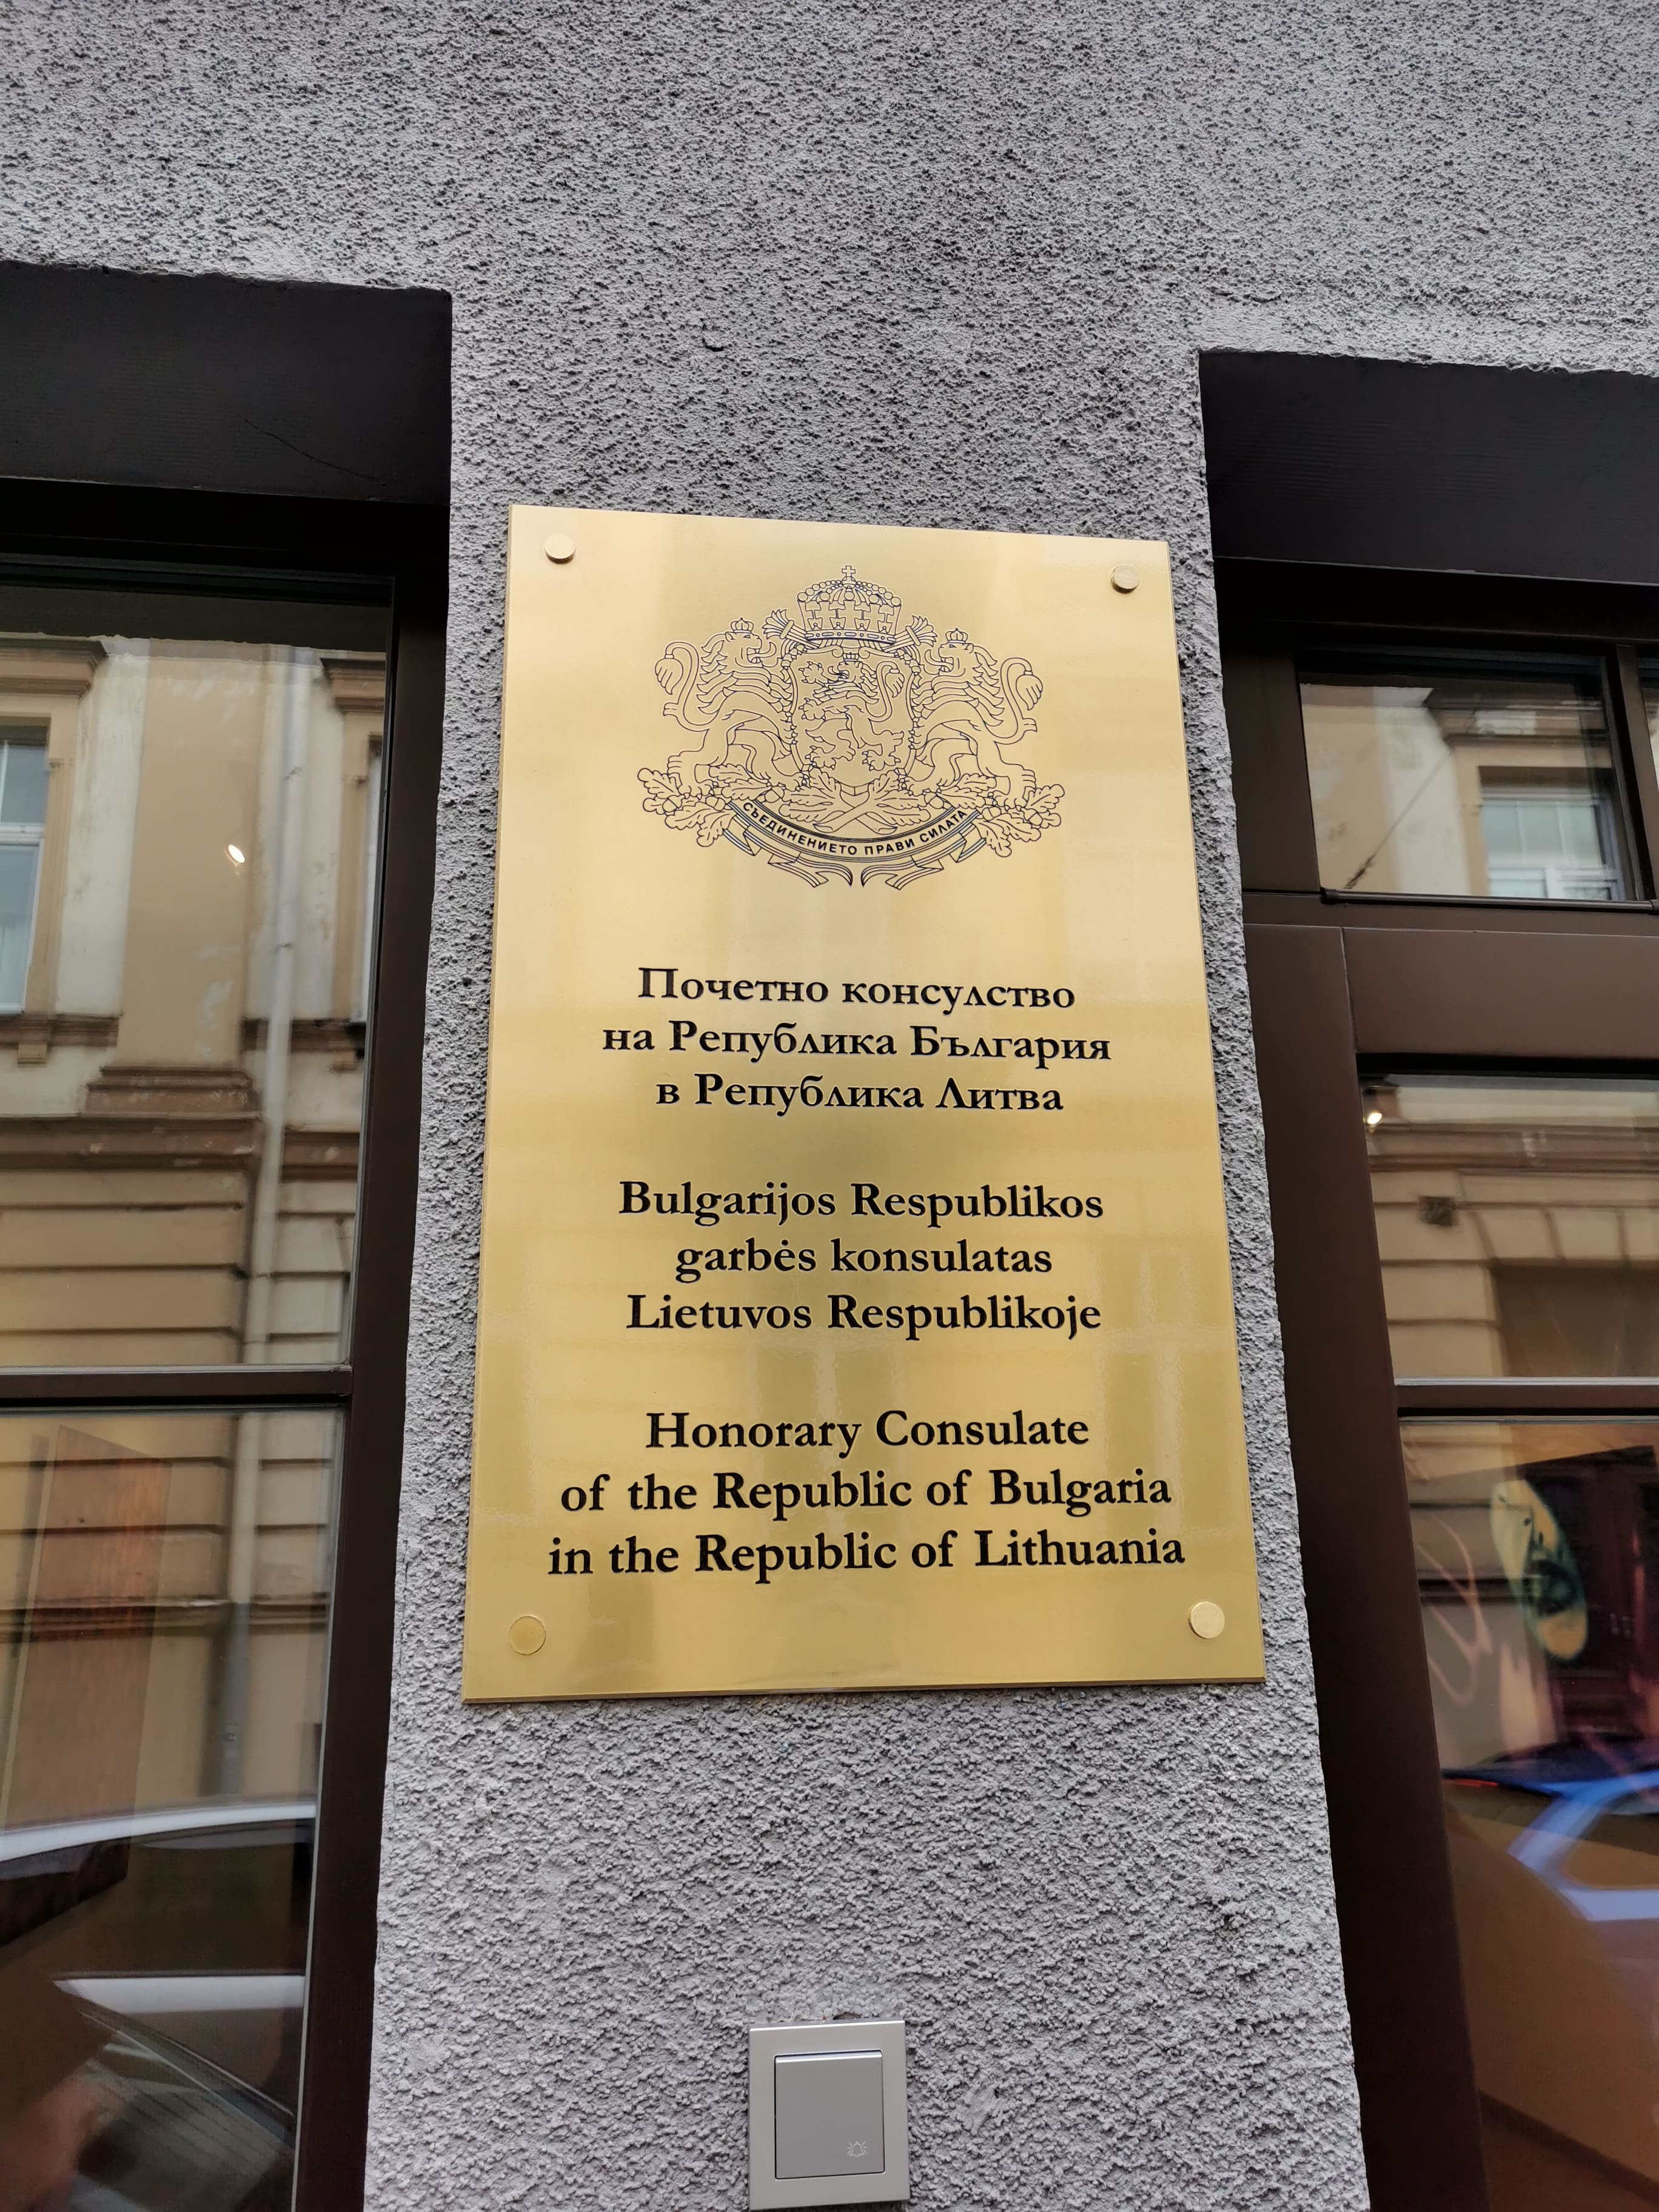 СЪЕДИНЕНИЕТО ПРАВИ СИЛАТА
Почетно консулство
на Република България
в Република Литва
Bulgarijos Respublikos
garbės konsulatas
Lietuvos Respublikoje
Honorary Consulate
of the Republic of Bulgaria
in the Republic of Lithuania